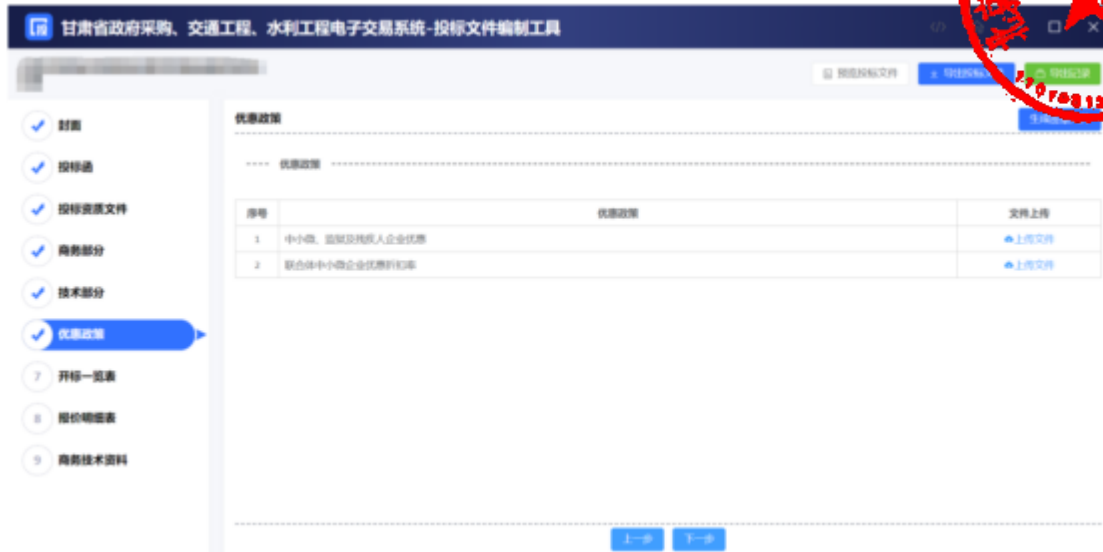 甘肃省政府采购、交通工程、水利工程电子交易系统-投标文件编制工具
预览投标文件
导出记录
封面
投标函
投标资质文件
商务部分
技术部分
优惠政策
7 开标一览表
8 报价明细表
9 商务技术资料
优惠政策
优惠政策
序号 优惠政策 文件上传
1 中小微、监狱及残疾人企业优惠 上传文件
2 联合体中小微企业优惠折扣率 上传文件
上一步 下一步